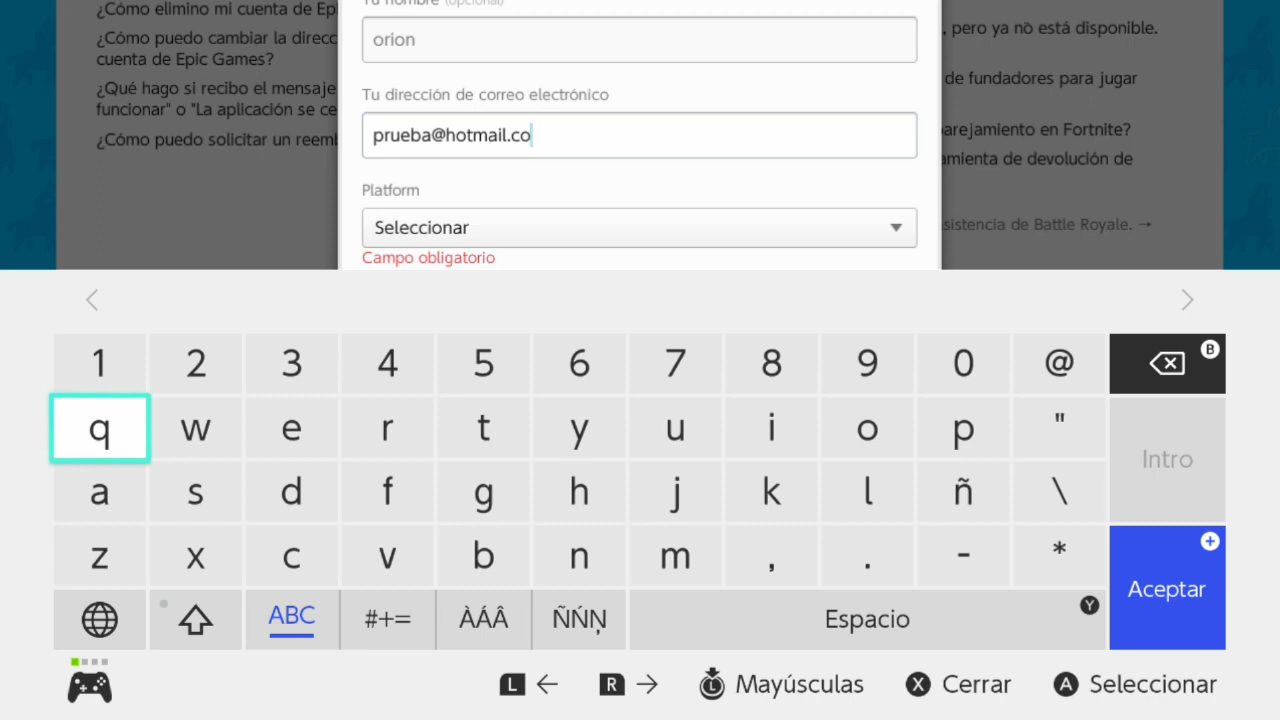 ¿Cómo elimino mi cuenta de Epi
¿Cómo puedo cambiar la direcc
cuenta de Epic Games?
¿Qué hago si recibo el mensaje
funcionar" o "La aplicación se ce
¿Cómo puedo solicitar un reemb
Tu nombre (opcional)
orion
Tu dirección de correo electrónico
prueba@hotmail.co
Platform
Seleccionar
Campo obligatorio
, pero ya no está disponible.
de fundadores para jugar
arejamiento en Fortnite?
amienta de devolución de
sistencia de Battle Royale. →
1 2 3 4 5 6 7 8 9 0 @ B
q w e r t y u i o p "
Intro
a s d f g h j k l ñ \
z x c v b n m , . - *
Aceptar
ABC #+= ÀÁÂ ÑŃŅ Espacio Y
L ← R → L Mayúsculas X Cerrar A Seleccionar